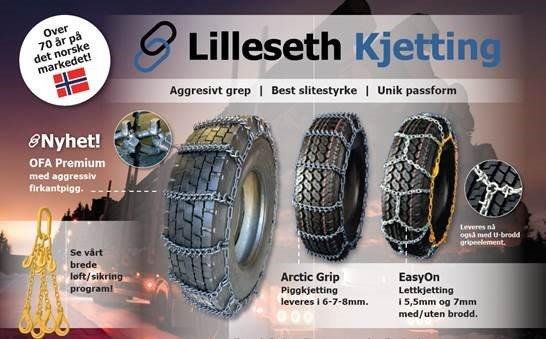 Over
70 år på
det norske
markedet!
Lilleseth Kjetting
Aggresivt grep | Best slitestyrke | Unik passform
Nyhet!
OFA Premium
med aggressiv
firkantpigg.
Se vårt
brede
løft/sikring
program!
Arctic Grip
Piggkjetting
leveres i 6-7-8mm.
EasyOn
Lettkjetting
i 5,5mm og 7mm
med/uten brodd.
Leveres nå
også med U-brodd
gripeelement.